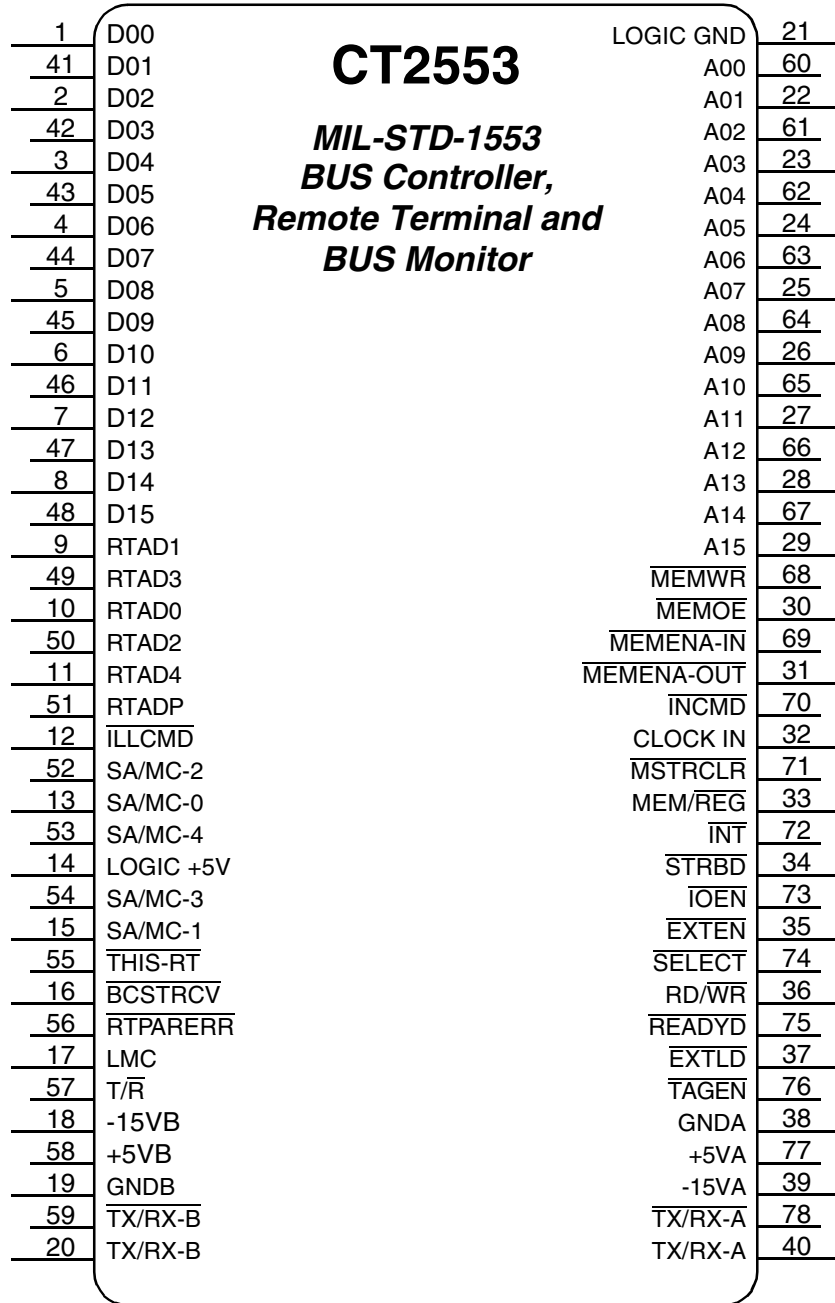 CT2553
MIL-STD-1553
BUS Controller,
Remote Terminal and
BUS Monitor
1 D00
41 D01
2 D02
42 D03
3 D04
43 D05
4 D06
44 D07
5 D08
45 D09
6 D10
46 D11
7 D12
47 D13
8 D14
48 D15
9 RTAD1
49 RTAD3
10 RTAD0
50 RTAD2
11 RTAD4
51 RTADP
12 ILLCMD
52 SA/MC-2
13 SA/MC-0
53 SA/MC-4
14 LOGIC +5V
54 SA/MC-3
15 SA/MC-1
55 THIS-RT
16 BCSTRCV
56 RTPARERR
17 LMC
57 T/R
18 -15VB
58 +5VB
19 GNDB
59 TX/RX-B
20 TX/RX-B
LOGIC GND 21
A00 60
A01 22
A02 61
A03 23
A04 62
A05 24
A06 63
A07 25
A08 64
A09 26
A10 65
A11 27
A12 66
A13 28
A14 67
A15 29
MEMWR 68
MEMOE 30
MEMENA-IN 69
MEMENA-OUT 31
INCMD 70
CLOCK IN 32
MSTRCLR 71
MEM/REG 33
INT 72
STRBD 34
IOEN 73
EXTEN 35
SELECT 74
RD/WR 36
READYD 75
EXTLD 37
TAGEN 76
GNDA 38
+5VA 77
-15VA 39
TX/RX-A 78
TX/RX-A 40